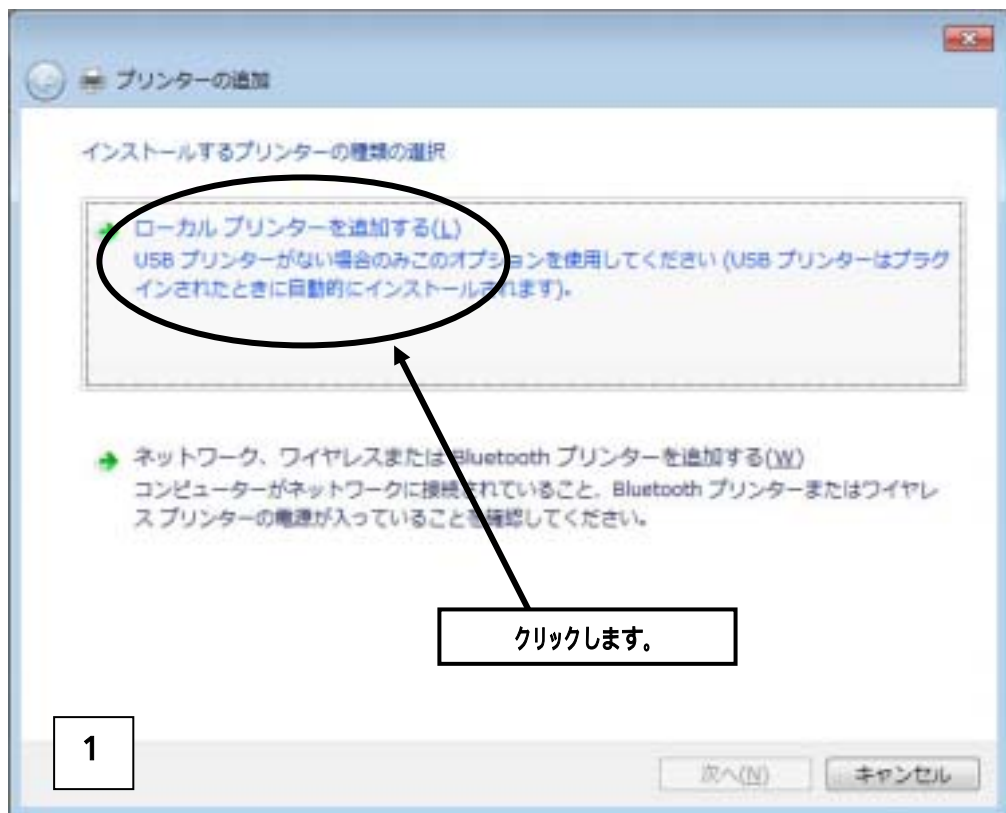 プリンターの追加
インストールするプリンターの種類の選択
ローカル プリンターを追加する(L)
USB プリンターがない場合のみこのオプションを使用してください (USB プリンターはプラグ
インされたときに自動的にインストールされます)。
ネットワーク、ワイヤレスまたは Bluetooth プリンターを追加する(W)
コンピューターがネットワークに接続されていること、Bluetooth プリンターまたはワイヤレ
ス プリンターの電源が入っていることを確認してください。
クリックします。
1
次へ(N)
キャンセル